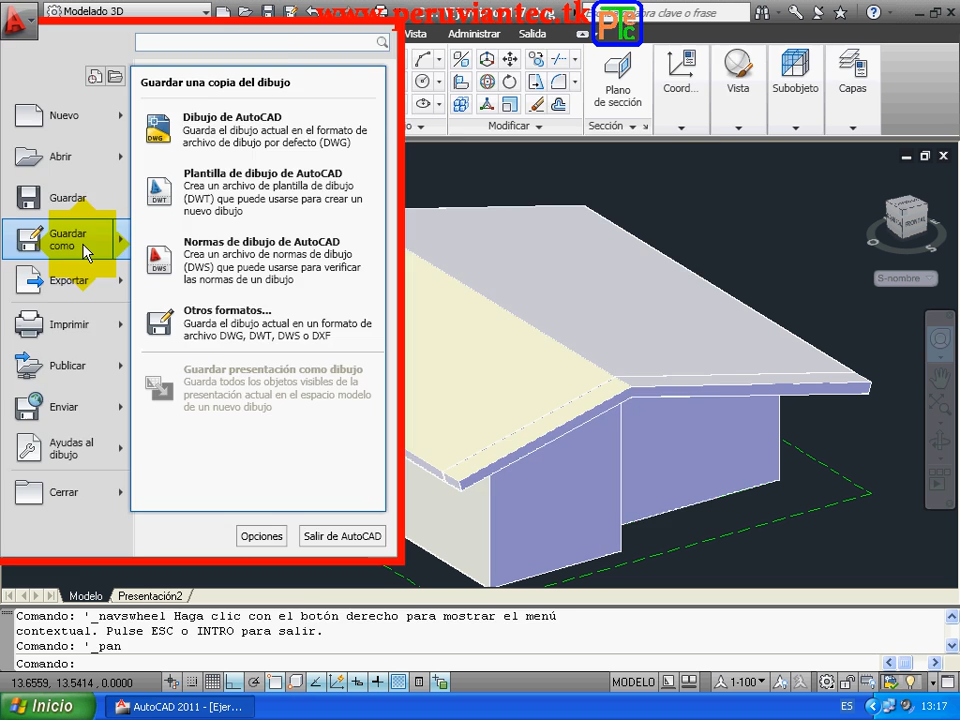 Modelado 3D
www.peruviantec.tk
PTc
palabra clave o frase
Vista
Administrar
Salida
Guardar una copia del dibujo
Dibujo de AutoCAD
Guarda el dibujo actual en el formato de
archivo de dibujo por defecto (DWG)
DWG
Plantilla de dibujo de AutoCAD
Crea un archivo de plantilla de dibujo
(DWT) que puede usarse para crear un
nuevo dibujo
DWT
Normas de dibujo de AutoCAD
Crea un archivo de normas de dibujo
(DWS) que puede usarse para verificar
las normas de un dibujo
DWS
Otros formatos...
Guarda el dibujo actual en un formato de
archivo DWG, DWT, DWS o DXF
Guardar presentación como dibujo
Guarda todos los objetos visibles de la
presentación actual en el espacio modelo
de un nuevo dibujo
Nuevo
Abrir
Guardar
Guardar
como
Exportar
Imprimir
Publicar
Enviar
Ayudas al
dibujo
Cerrar
Opciones
Salir de AutoCAD
Plano
de sección
Coord...
Vista
Subobjeto
Capas
Modificar
Sección
FRONTAL
S-nombre
Modelo
Presentación2
Comando: '_navswheel Haga clic con el botón derecho para mostrar el menú
contextual. Pulse ESC o INTRO para salir.
Comando: '_pan
Comando:
13.6559, 13.5414, 0.0000
MODELO
1:100
Inicio
AutoCAD 2011 - [Ejer...
ES
13:17